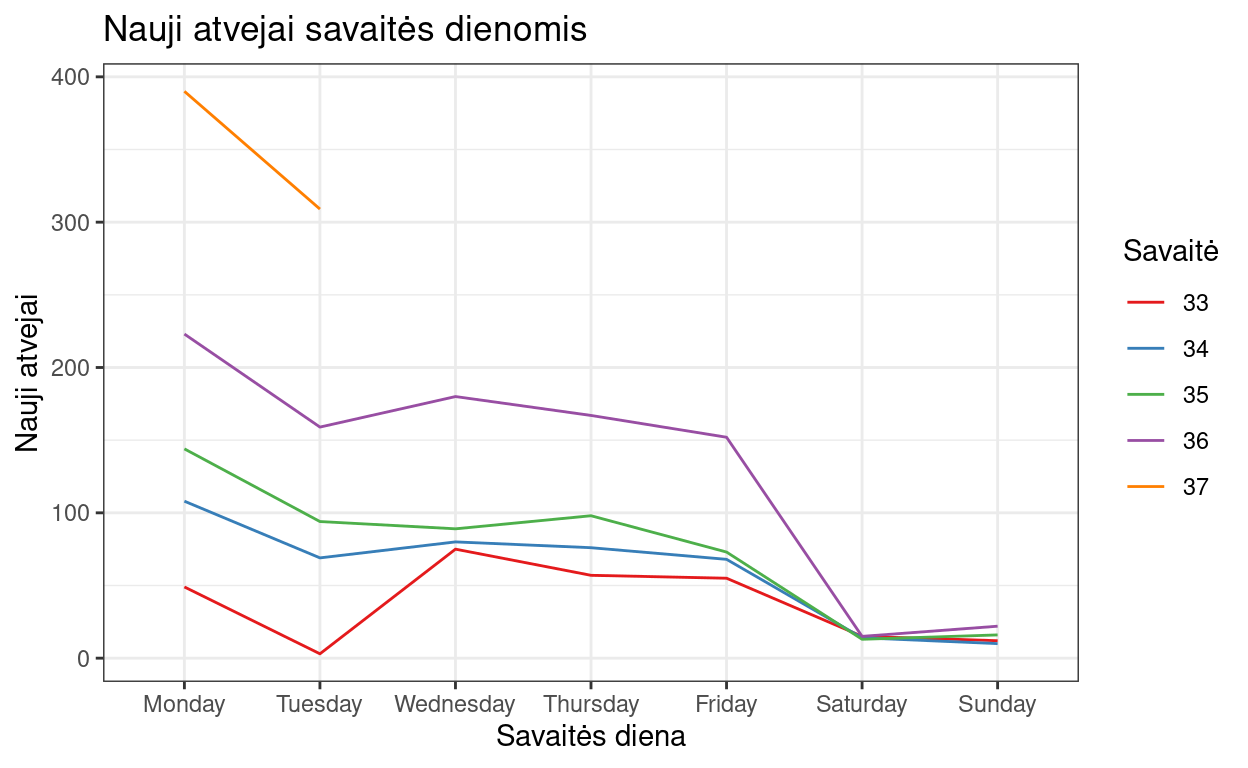 Nauji atvejai savaitės dienomis
Nauji atvejai
400
300
200
100
0
Monday Tuesday Wednesday Thursday Friday Saturday Sunday
Savaitės diena
Savaitė
33
34
35
36
37